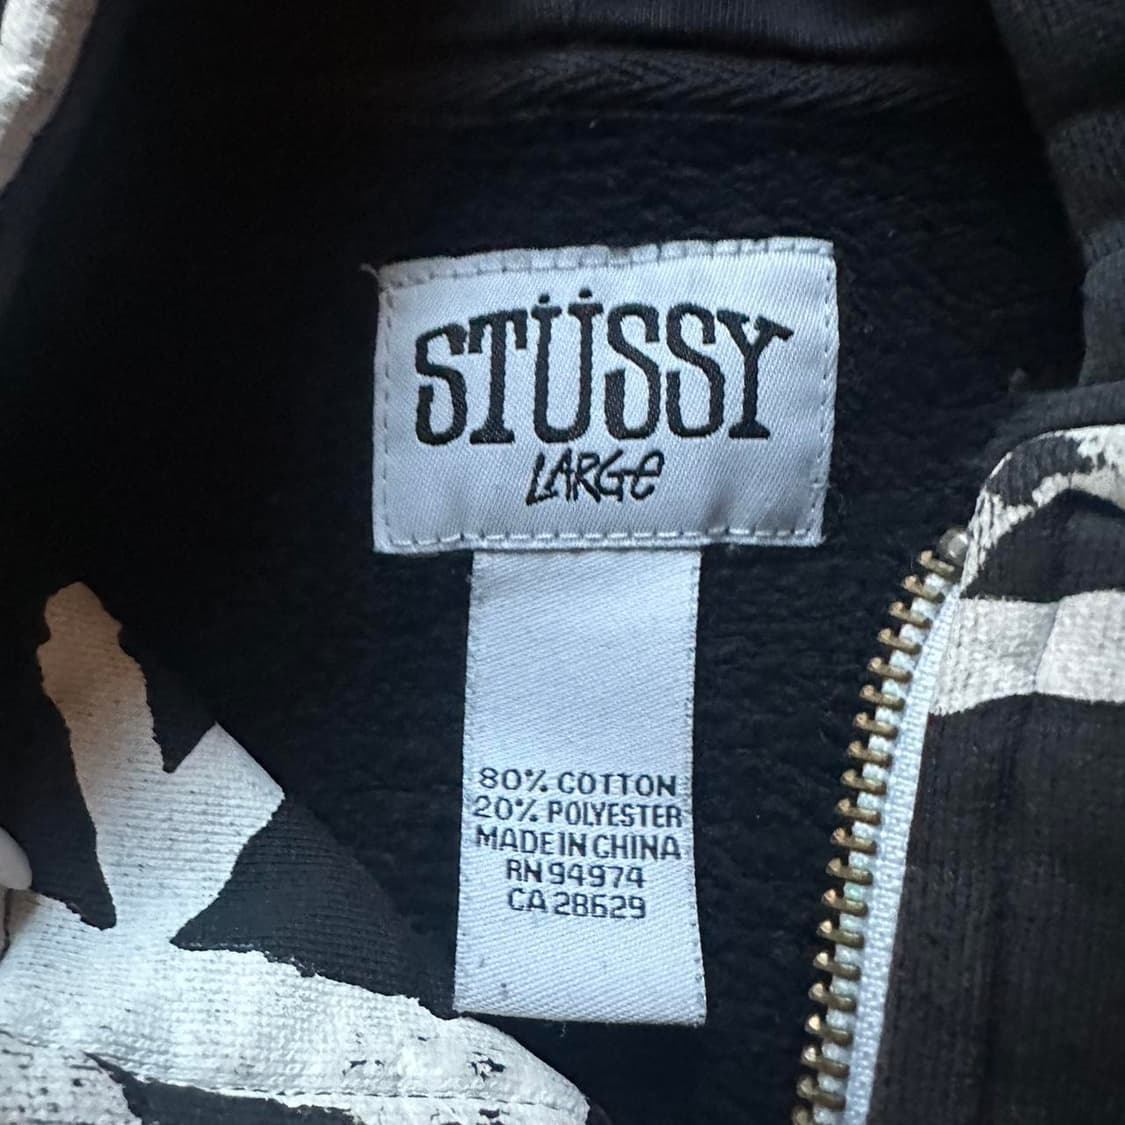 STÜSSY
LARGe
80% COTTON
20% POLYESTER
MADE IN CHINA
RN 94974
CA 28629